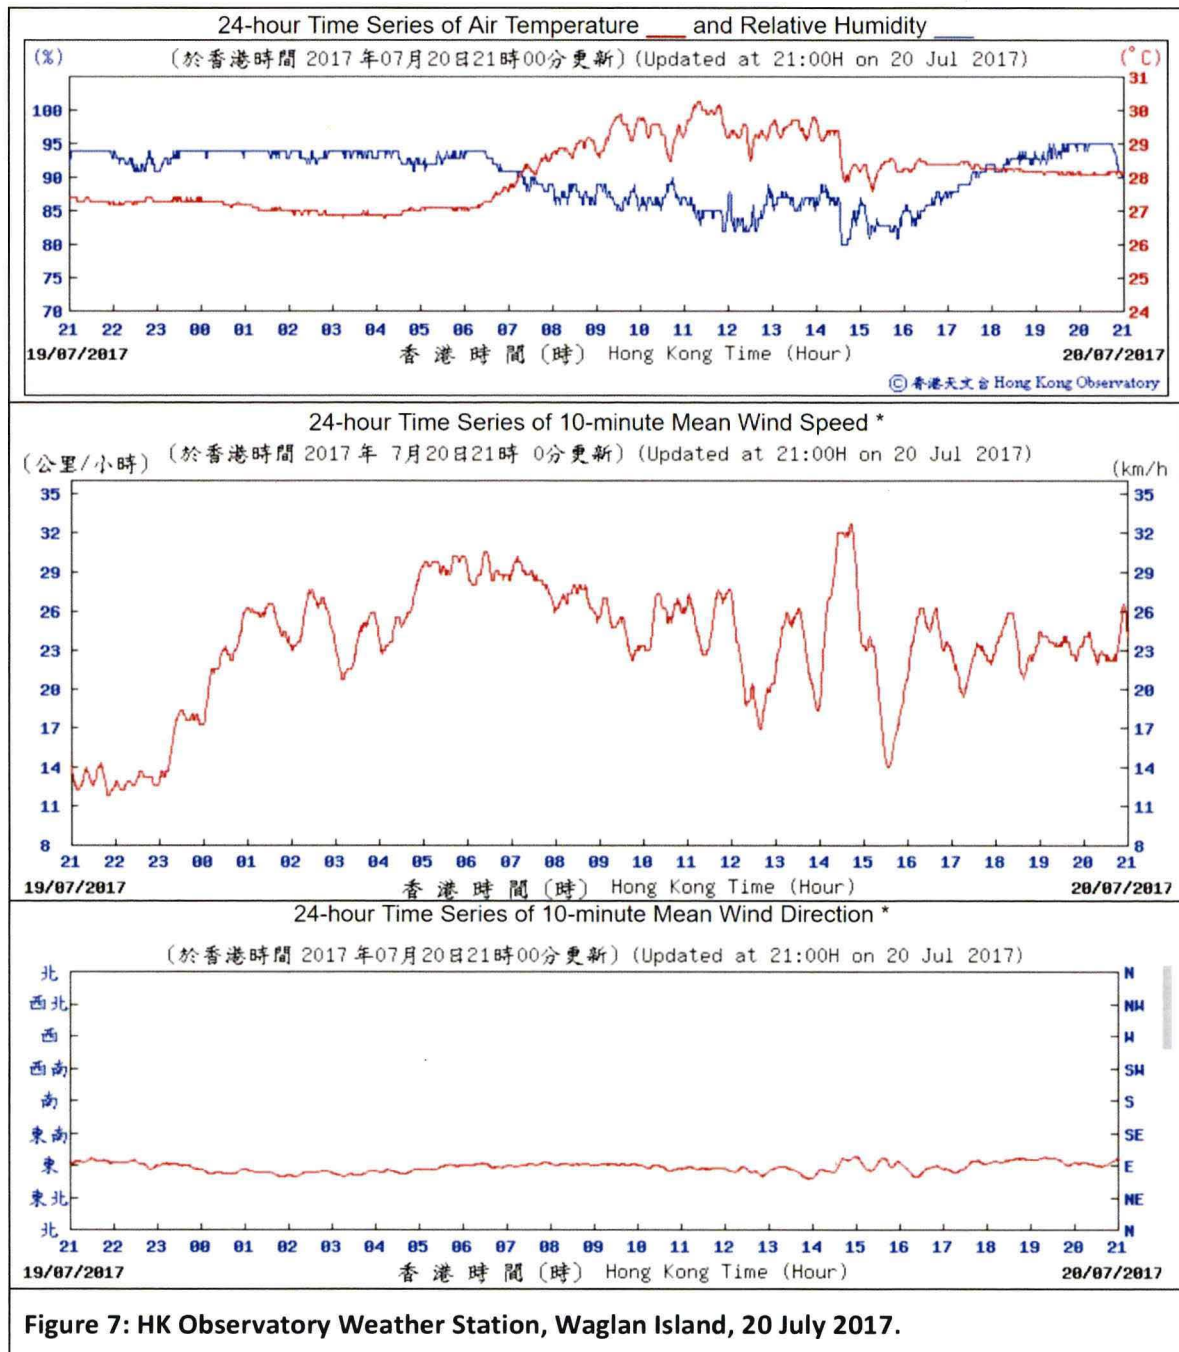 24-hour Time Series of Air Temperature ___ and Relative Humidity ___
(%) (於香港時間 2017年07月20日21時00分更新) (Updated at 21:00H on 20 Jul 2017) (°C)
31
100 30
95 29
90 28
85 27
80 26
75 25
70 24
21 22 23 00 01 02 03 04 05 06 07 08 09 10 11 12 13 14 15 16 17 18 19 20 21
19/07/2017 香港時間(時) Hong Kong Time (Hour) 20/07/2017
© 香港天文台 Hong Kong Observatory
24-hour Time Series of 10-minute Mean Wind Speed *
(公里/小時) (於香港時間 2017年 7月20日21時 0分更新) (Updated at 21:00H on 20 Jul 2017) (km/h
35 35
32 32
29 29
26 26
23 23
20 20
17 17
14 14
11 11
8 8
21 22 23 00 01 02 03 04 05 06 07 08 09 10 11 12 13 14 15 16 17 18 19 20 21
19/07/2017 香港時間(時) Hong Kong Time (Hour) 20/07/2017
24-hour Time Series of 10-minute Mean Wind Direction *
(於香港時間 2017年07月20日21時00分更新) (Updated at 21:00H on 20 Jul 2017)
北 N
西北 NW
西 W
西南 SW
南 S
東南 SE
東 E
東北 NE
北 N
21 22 23 00 01 02 03 04 05 06 07 08 09 10 11 12 13 14 15 16 17 18 19 20 21
19/07/2017 香港時間(時) Hong Kong Time (Hour) 20/07/2017
Figure 7: HK Observatory Weather Station, Waglan Island, 20 July 2017.